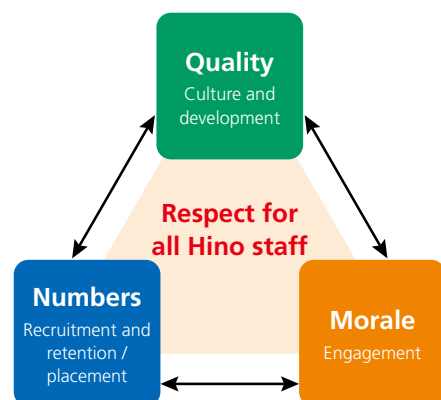 Quality
Culture and
development
Respect for
all Hino staff
Numbers
Recruitment and
retention /
placement
Morale
Engagement